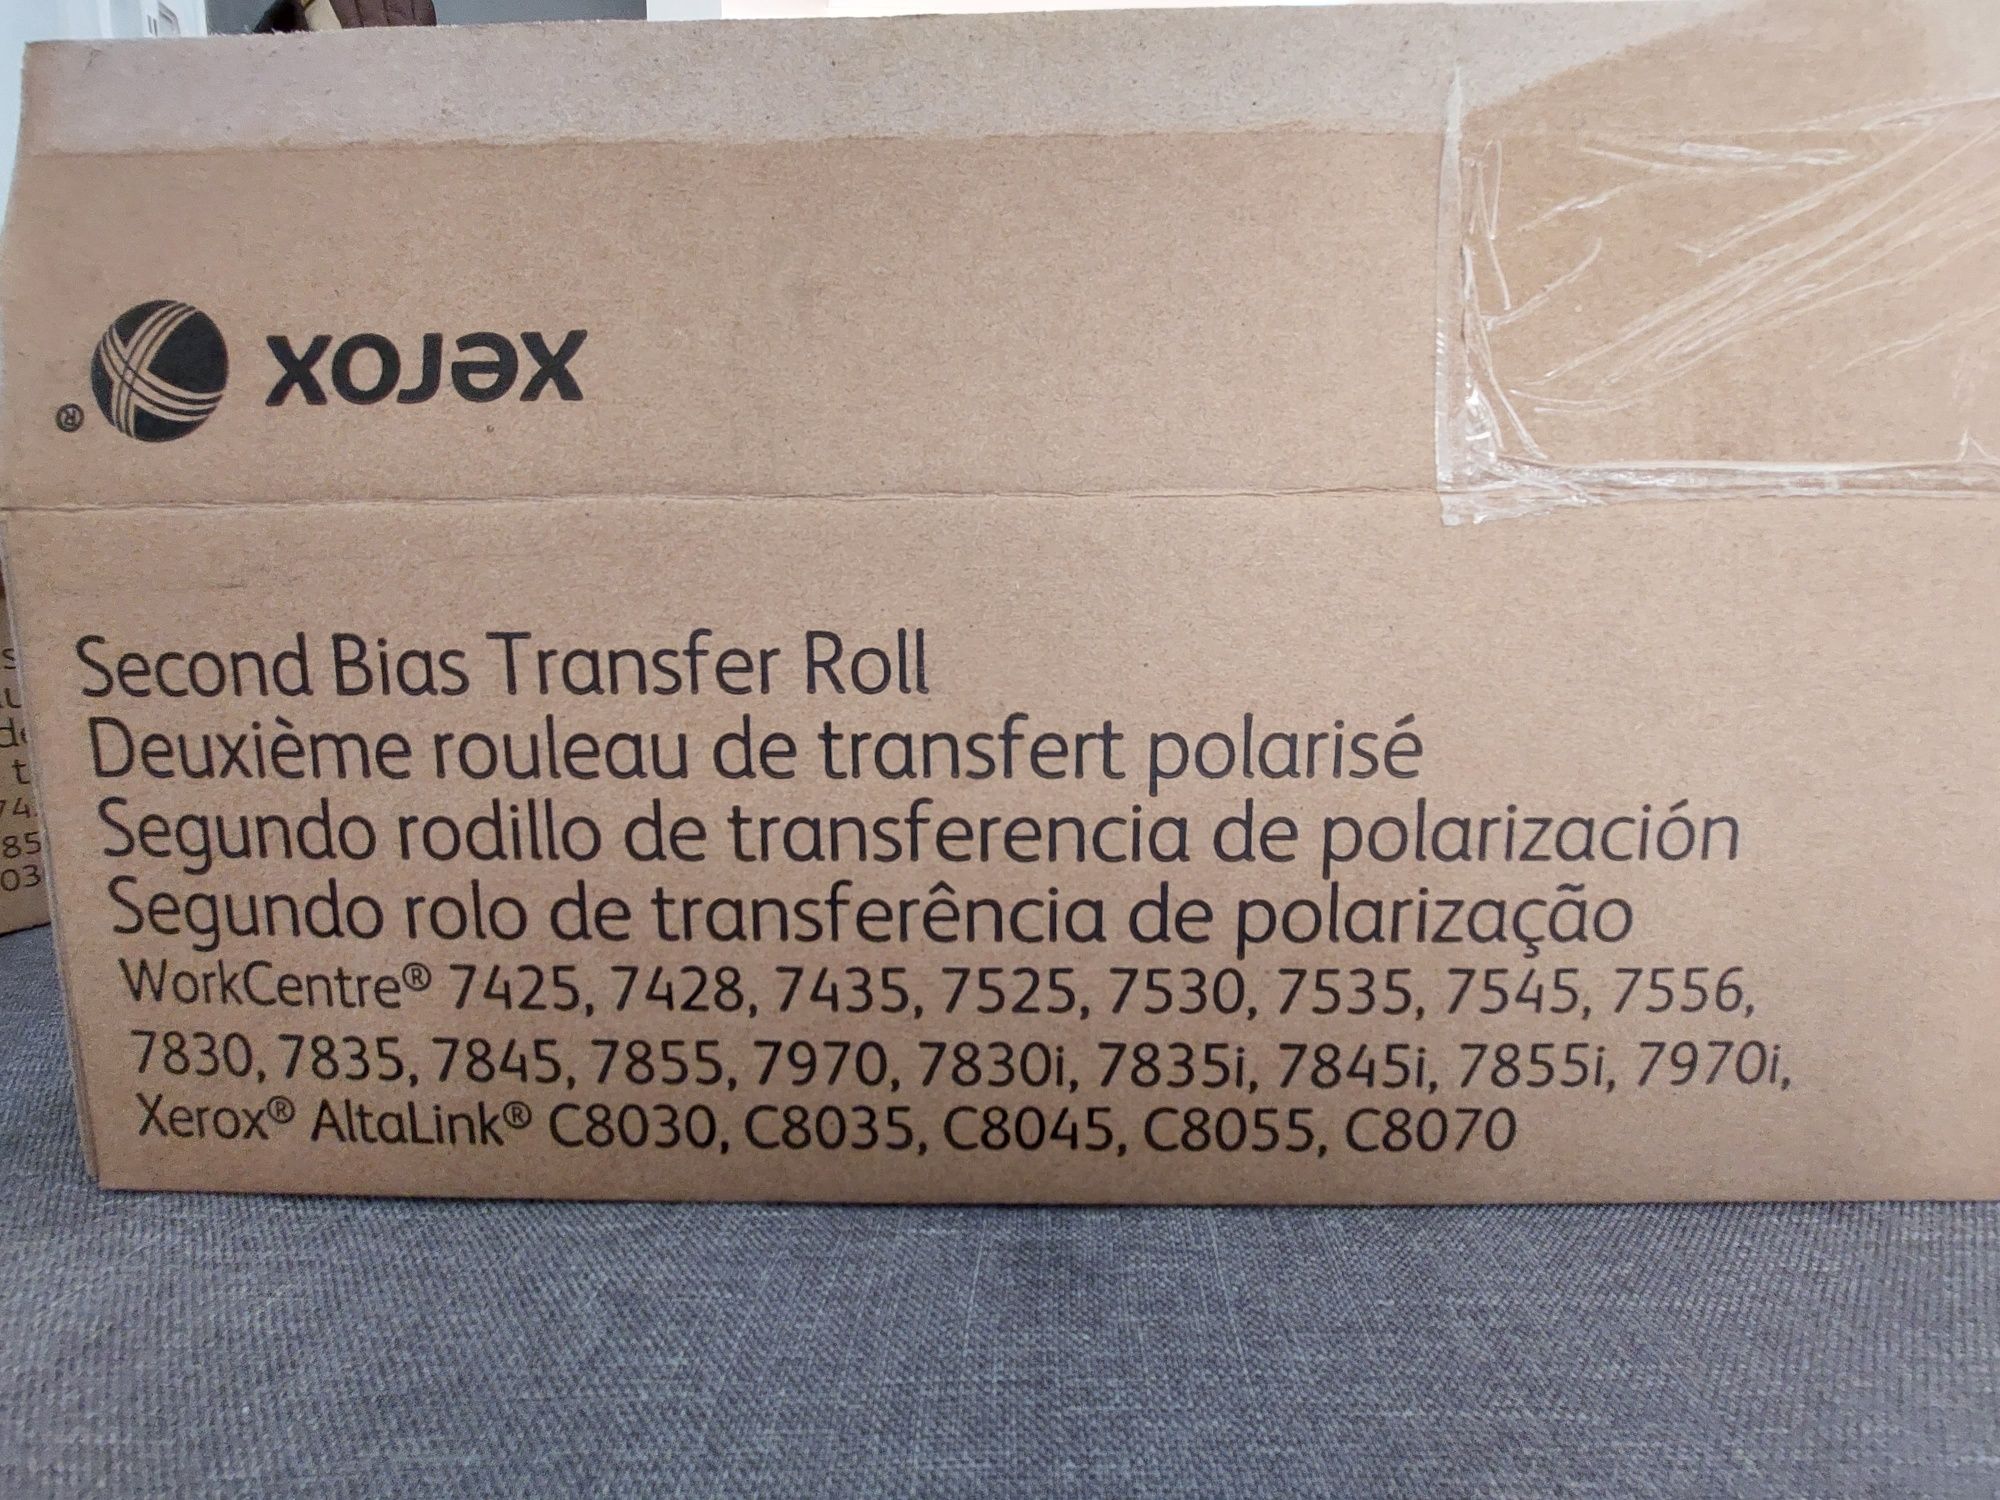 xerox®
Second Bias Transfer Roll
Deuxième rouleau de transfert polarisé
Segundo rodillo de transferencia de polarización
Segundo rolo de transferência de polarização
WorkCentre® 7425, 7428, 7435, 7525, 7530, 7535, 7545, 7556,
7830, 7835, 7845, 7855, 7970, 7830i, 7835i, 7845i, 7855i, 7970i,
Xerox® AltaLink® C8030, C8035, C8045, C8055, C8070